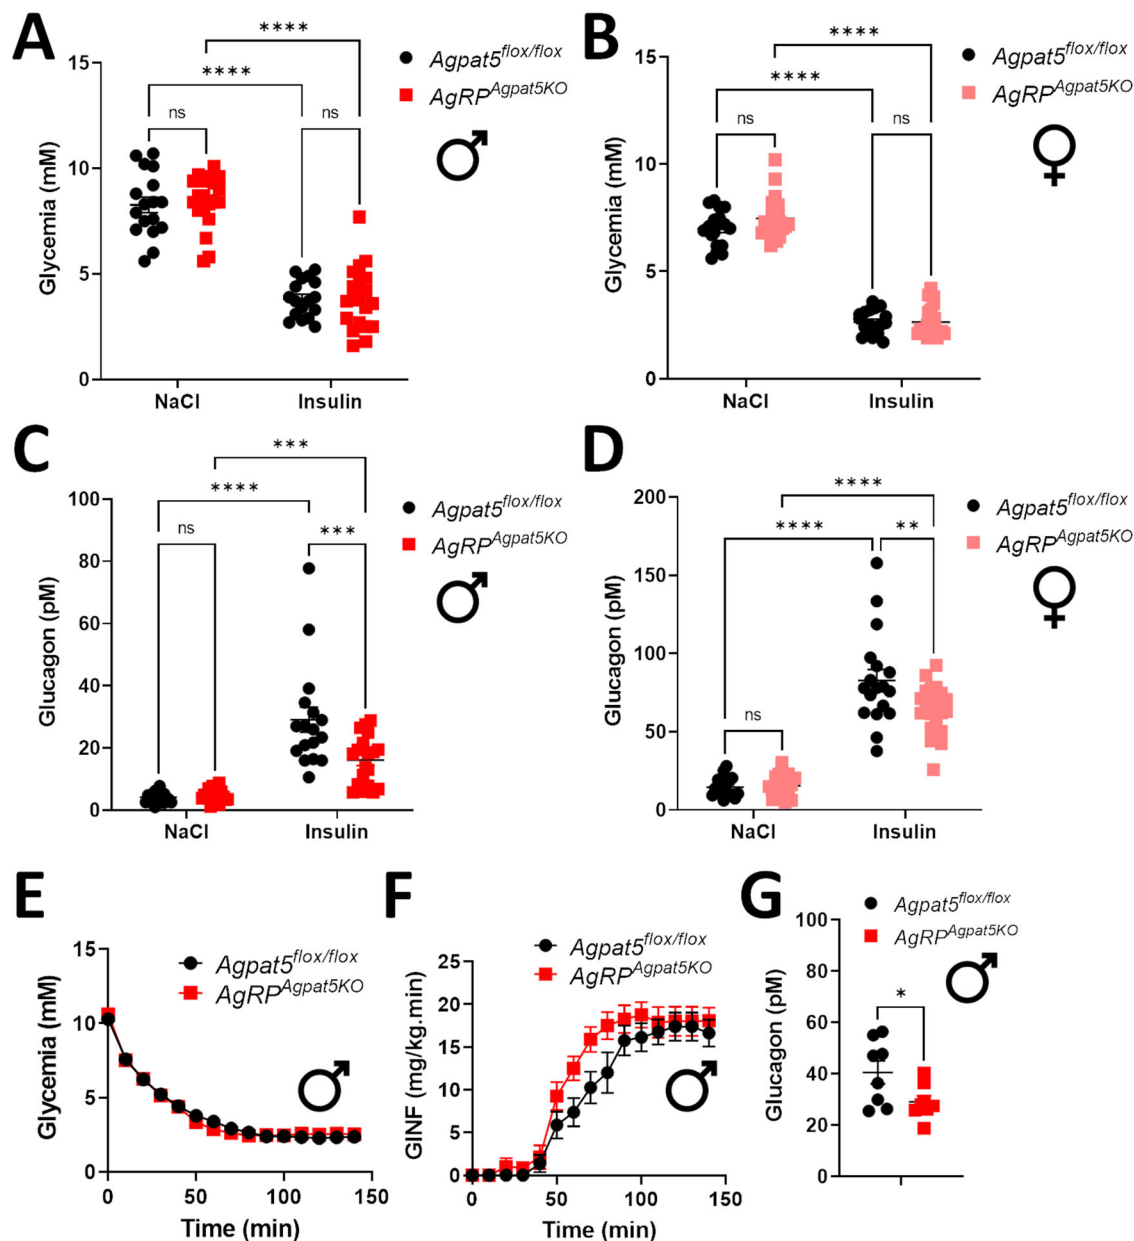 A
****
****
ns
ns
Agpat5flox/flox
AgRPAgpat5KO
♂
Glycemia (mM)
15
10
5
0
NaCl
Insulin
B
****
****
ns
ns
Agpat5flox/flox
AgRPAgpat5KO
♀
Glycemia (mM)
15
10
5
0
NaCl
Insulin
C
***
****
ns
***
Agpat5flox/flox
AgRPAgpat5KO
♂
Glucagon (pM)
100
80
60
40
20
0
NaCl
Insulin
D
****
****
**
ns
Agpat5flox/flox
AgRPAgpat5KO
♀
Glucagon (pM)
200
150
100
50
0
NaCl
Insulin
E
Agpat5flox/flox
AgRPAgpat5KO
♂
Glycemia (mM)
15
10
5
0
0
50
100
150
Time (min)
F
Agpat5flox/flox
AgRPAgpat5KO
♂
GINF (mg/kg.min)
25
20
15
10
5
0
0
50
100
150
Time (min)
G
Agpat5flox/flox
AgRPAgpat5KO
♂
*
Glucagon (pM)
100
80
60
40
20
0